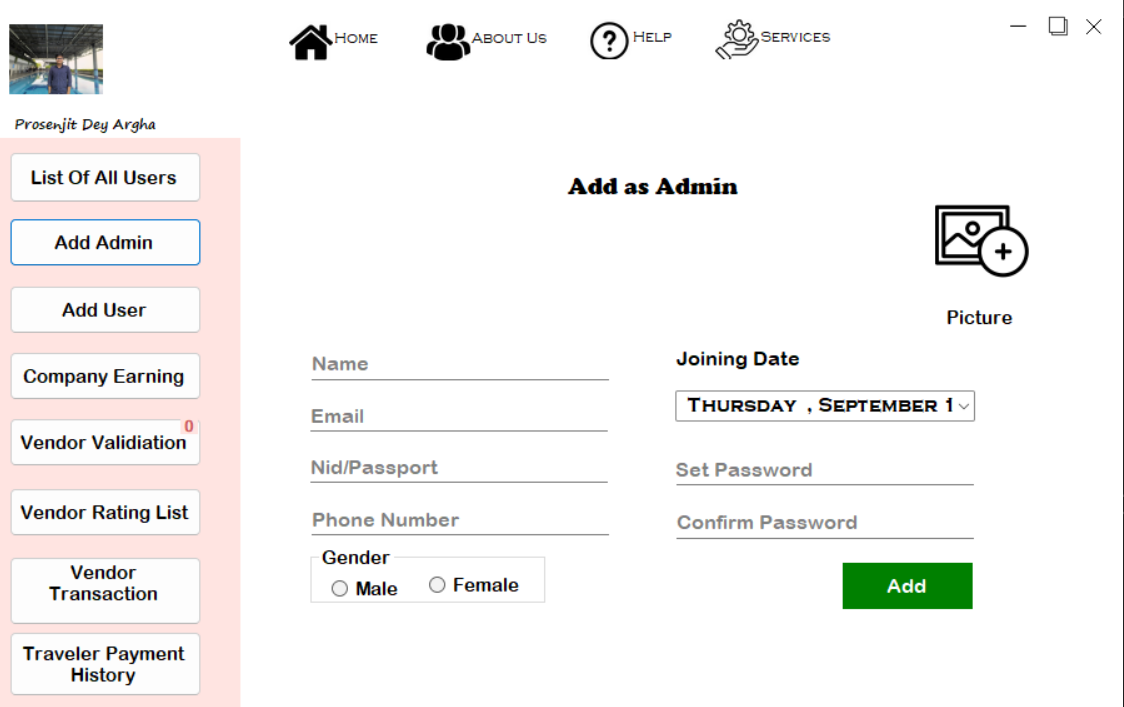 HOME
ABOUT US
HELP
SERVICES
Prosenjit Dey Argha
List Of All Users
Add Admin
Add User
Company Earning
0
Vendor Validiation
Vendor Rating List
Vendor
Transaction
Traveler Payment
History
Add as Admin
Picture
Name
Email
Nid/Passport
Phone Number
Gender
Male
Female
Joining Date
THURSDAY , SEPTEMBER 1
Set Password
Confirm Password
Add